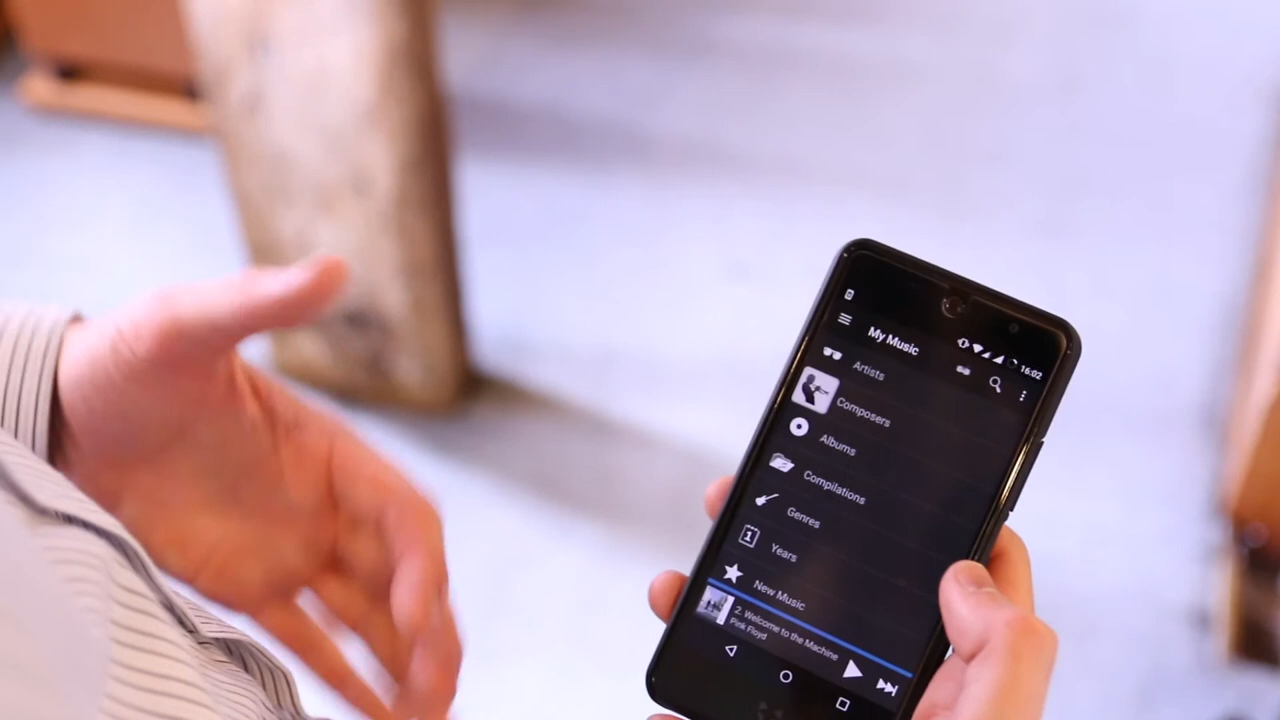 16:02
My Music
Artists
Composers
Albums
Compilations
Genres
1
Years
New Music
2. Welcome to the Machine
Pink Floyd